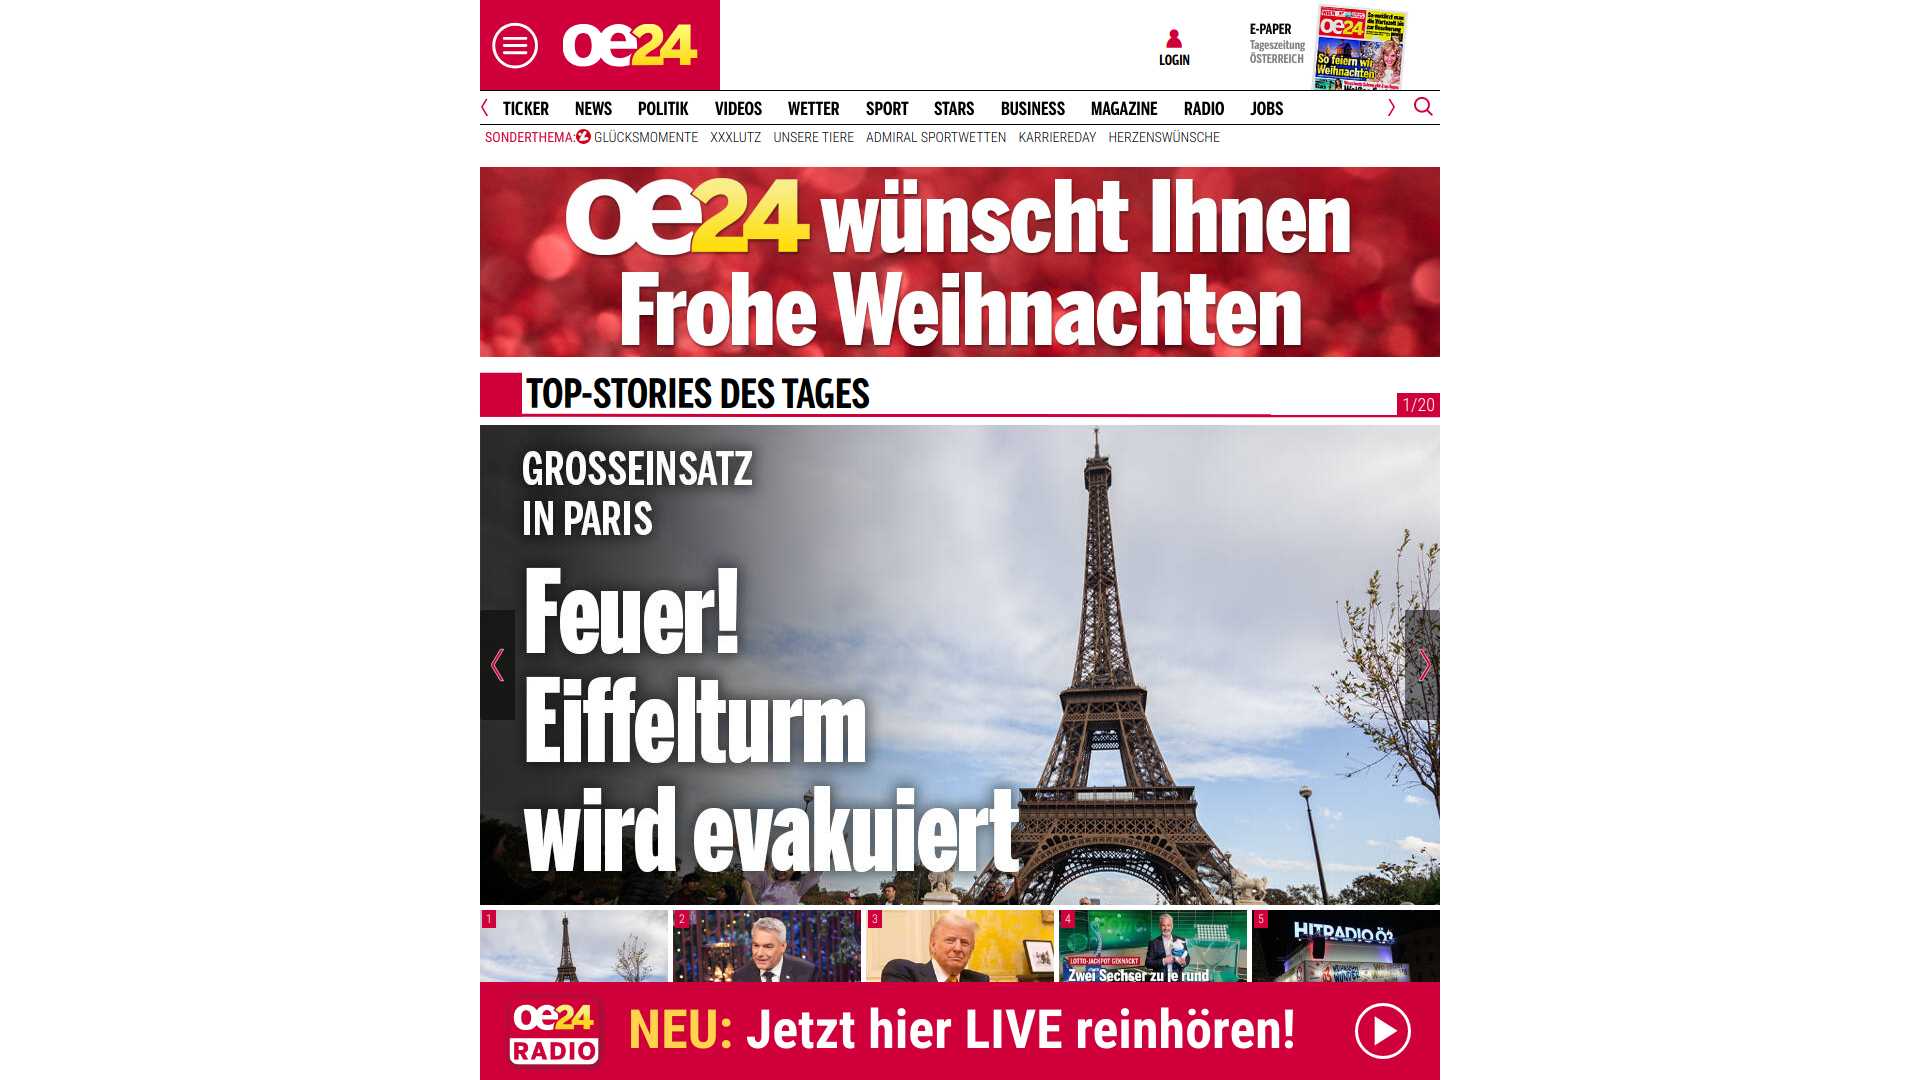 oe24
LOGIN
E-PAPER
Tageszeitung
ÖSTERREICH
oe24
So feiern wir
Weihnachten
TICKER NEWS POLITIK VIDEOS WETTER SPORT STARS BUSINESS MAGAZINE RADIO JOBS
SONDERTHEMA: GLÜCKSMOMENTE XXXLUTZ UNSERE TIERE ADMIRAL SPORTWETTEN KARRIEREDAY HERZENSWÜNSCHE
oe24 wünscht Ihnen
Frohe Weihnachten
TOP-STORIES DES TAGES
1/20
GROSSEINSATZ
IN PARIS
Feuer!
Eiffelturm
wird evakuiert
1 2 3 4 5
LOTTO-JACKPOT GEKNACKT
Zwei Sechser zu je rund
HITRADIO Ö3
oe24
RADIO
NEU: Jetzt hier LIVE reinhören!